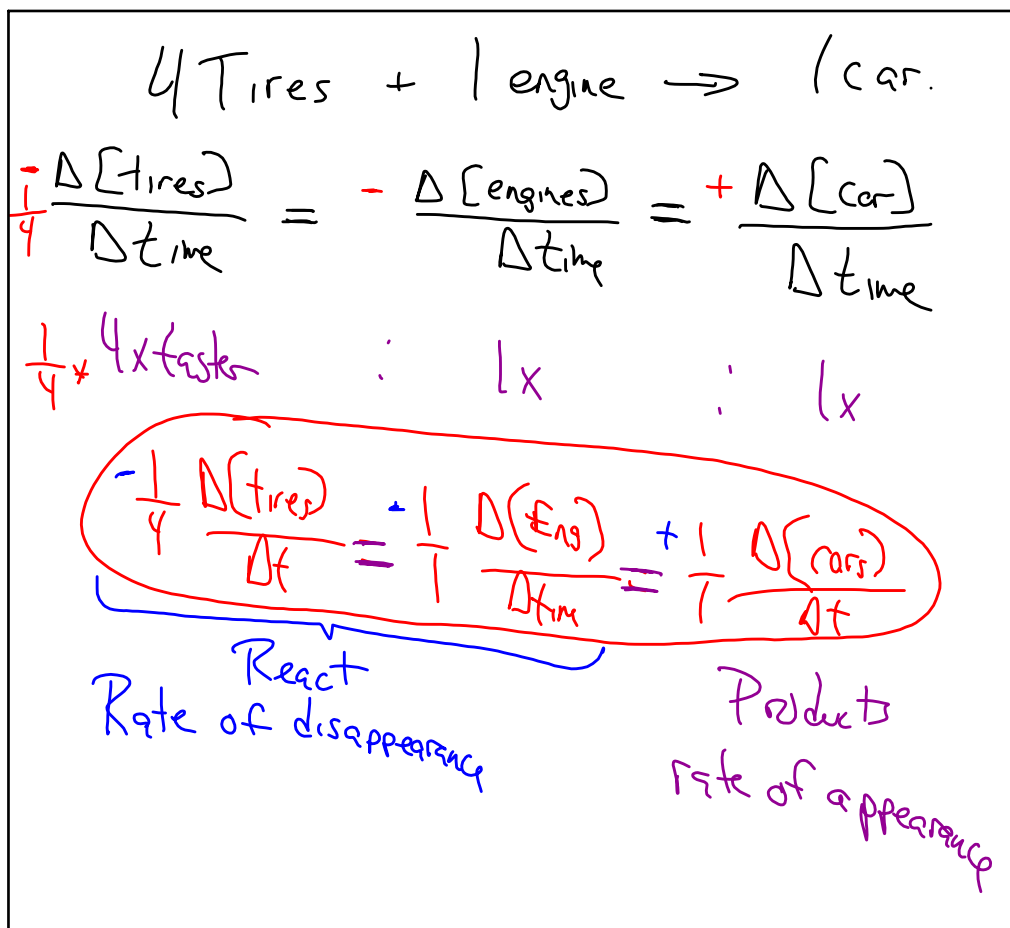 4 Tires + 1 engine → 1 car.
- 1/4 Δ[tires]/Δtime = - Δ[engines]/Δtime = + Δ[car]/Δtime
1/4 x 4x faster : 1x : 1x
- 1/4 Δ[tires]/Δt = - 1/1 Δ[Eng]/Δtim = + 1/1 Δ[cars]/Δt
React
Rate of disappearance
Products
rate of appearance